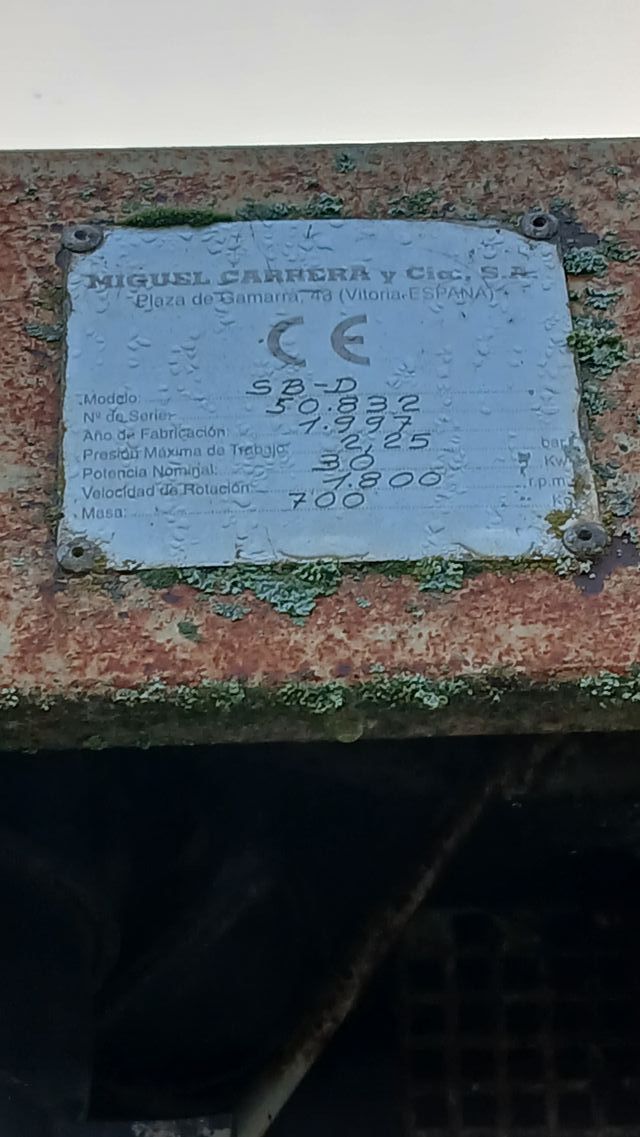 MIGUEL CARRERA y Cia., S.A.
Plaza de Gamarra, 43 (Vitoria-ESPAÑA)
CE
Modelo: SB-D
Nº de Serie: 50.832
Año de Fabricación: 1.997
Presión Máxima de Trabajo: 2,25 bar
Potencia Nominal: 30 Kw
Velocidad de Rotación: 1.800 r.p.m.
Masa: 700 Kg